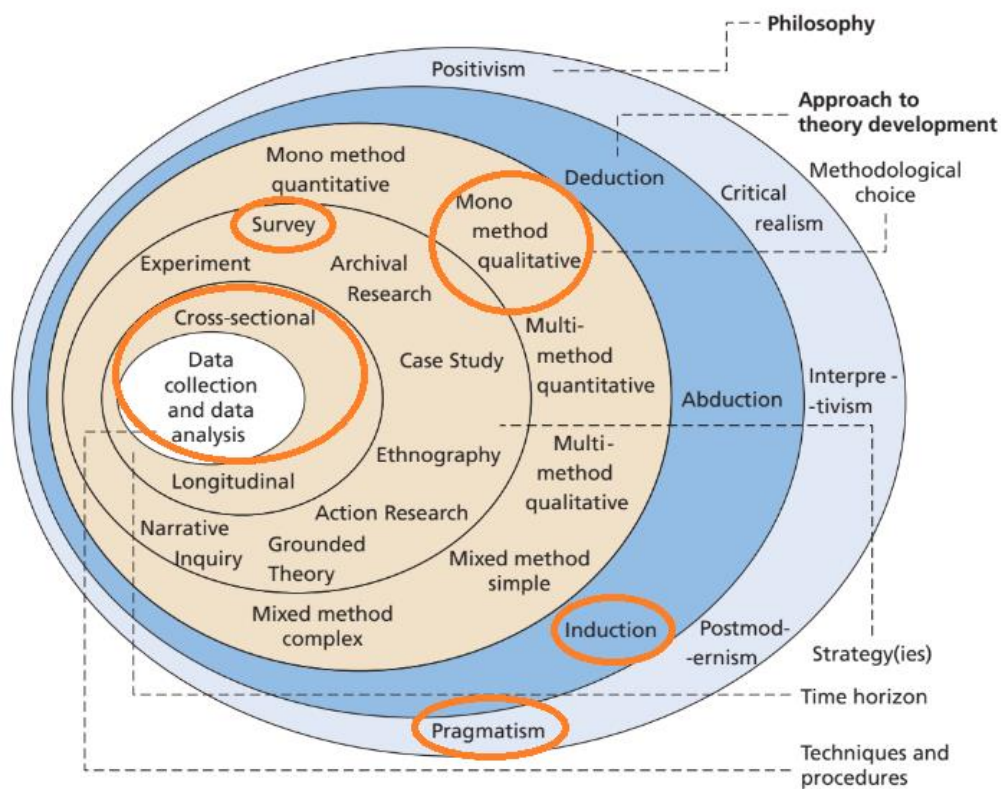 Philosophy
Positivism
Approach to
theory development
Mono method
quantitative
Deduction
Methodological
choice
Critical
realism
Mono
method
qualitative
Survey
Experiment
Archival
Research
Cross-sectional
Multi-
method
quantitative
Case Study
Data
collection
and data
analysis
Interpre -
-tivism
Abduction
Ethnography
Multi-
method
qualitative
Longitudinal
Action Research
Narrative
Inquiry
Grounded
Theory
Mixed method
simple
Mixed method
complex
Induction
Postmod-
-ernism
Strategy(ies)
Time horizon
Pragmatism
Techniques and
procedures